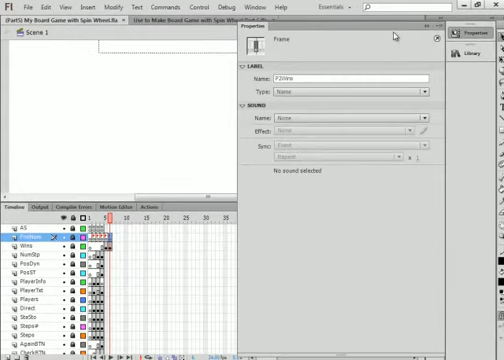 Fl
File Edit View Insert Modify Text Commands Control Debug Window Help
Essentials
(Part5) My Board Game with Spin Wheel.fla
Use to Make Board Game with Spin Wheel
Scene 1
Properties
Frame
LABEL
Name: P2Wins
Type: Name
SOUND
Name: None
Effect: None
Sync: Event
Repeat x 1
No sound selected
Properties
Library
Timeline Output Compile Errors Motion Editor Actions
1 5 10 15 20 25 30 35
AS
Wins
NumStp
PosDyn
PosST
PlayerInfo
PlayerTxt
Players
Direct
SteSto
Steps#
Steps
AgainBTN